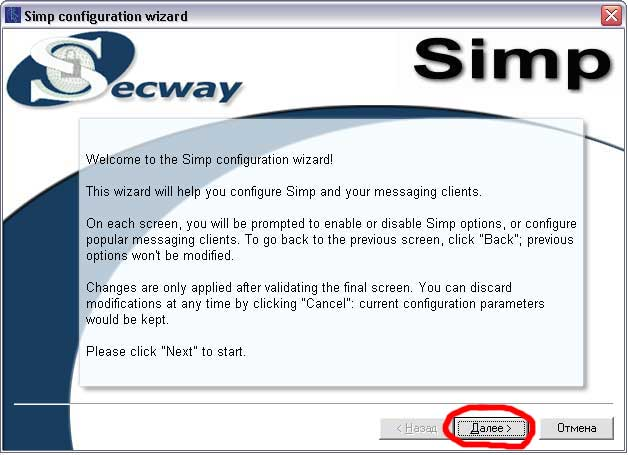 Simp configuration wizard
Secway
Simp
Welcome to the Simp configuration wizard!
This wizard will help you configure Simp and your messaging clients.
On each screen, you will be prompted to enable or disable Simp options, or configure
popular messaging clients. To go back to the previous screen, click "Back"; previous
options won't be modified.
Changes are only applied after validating the final screen. You can discard
modifications at any time by clicking "Cancel": current configuration parameters
would be kept.
Please click "Next" to start.
< Назад
Далее >
Отмена